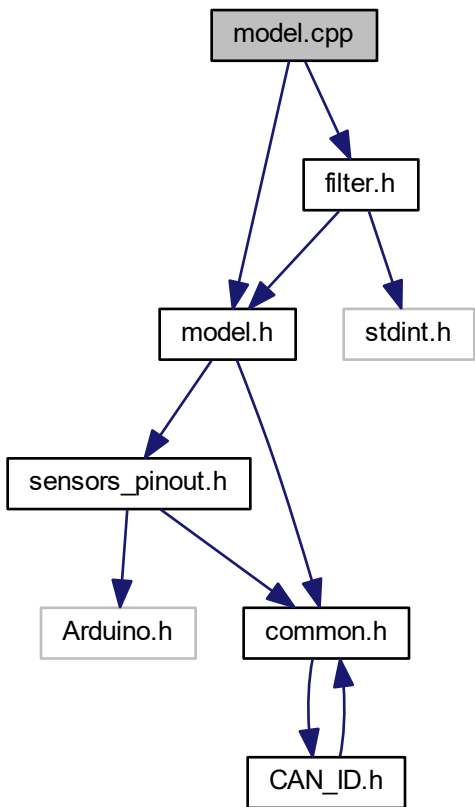 model.cpp
filter.h
model.h
stdint.h
sensors_pinout.h
Arduino.h
common.h
CAN_ID.h